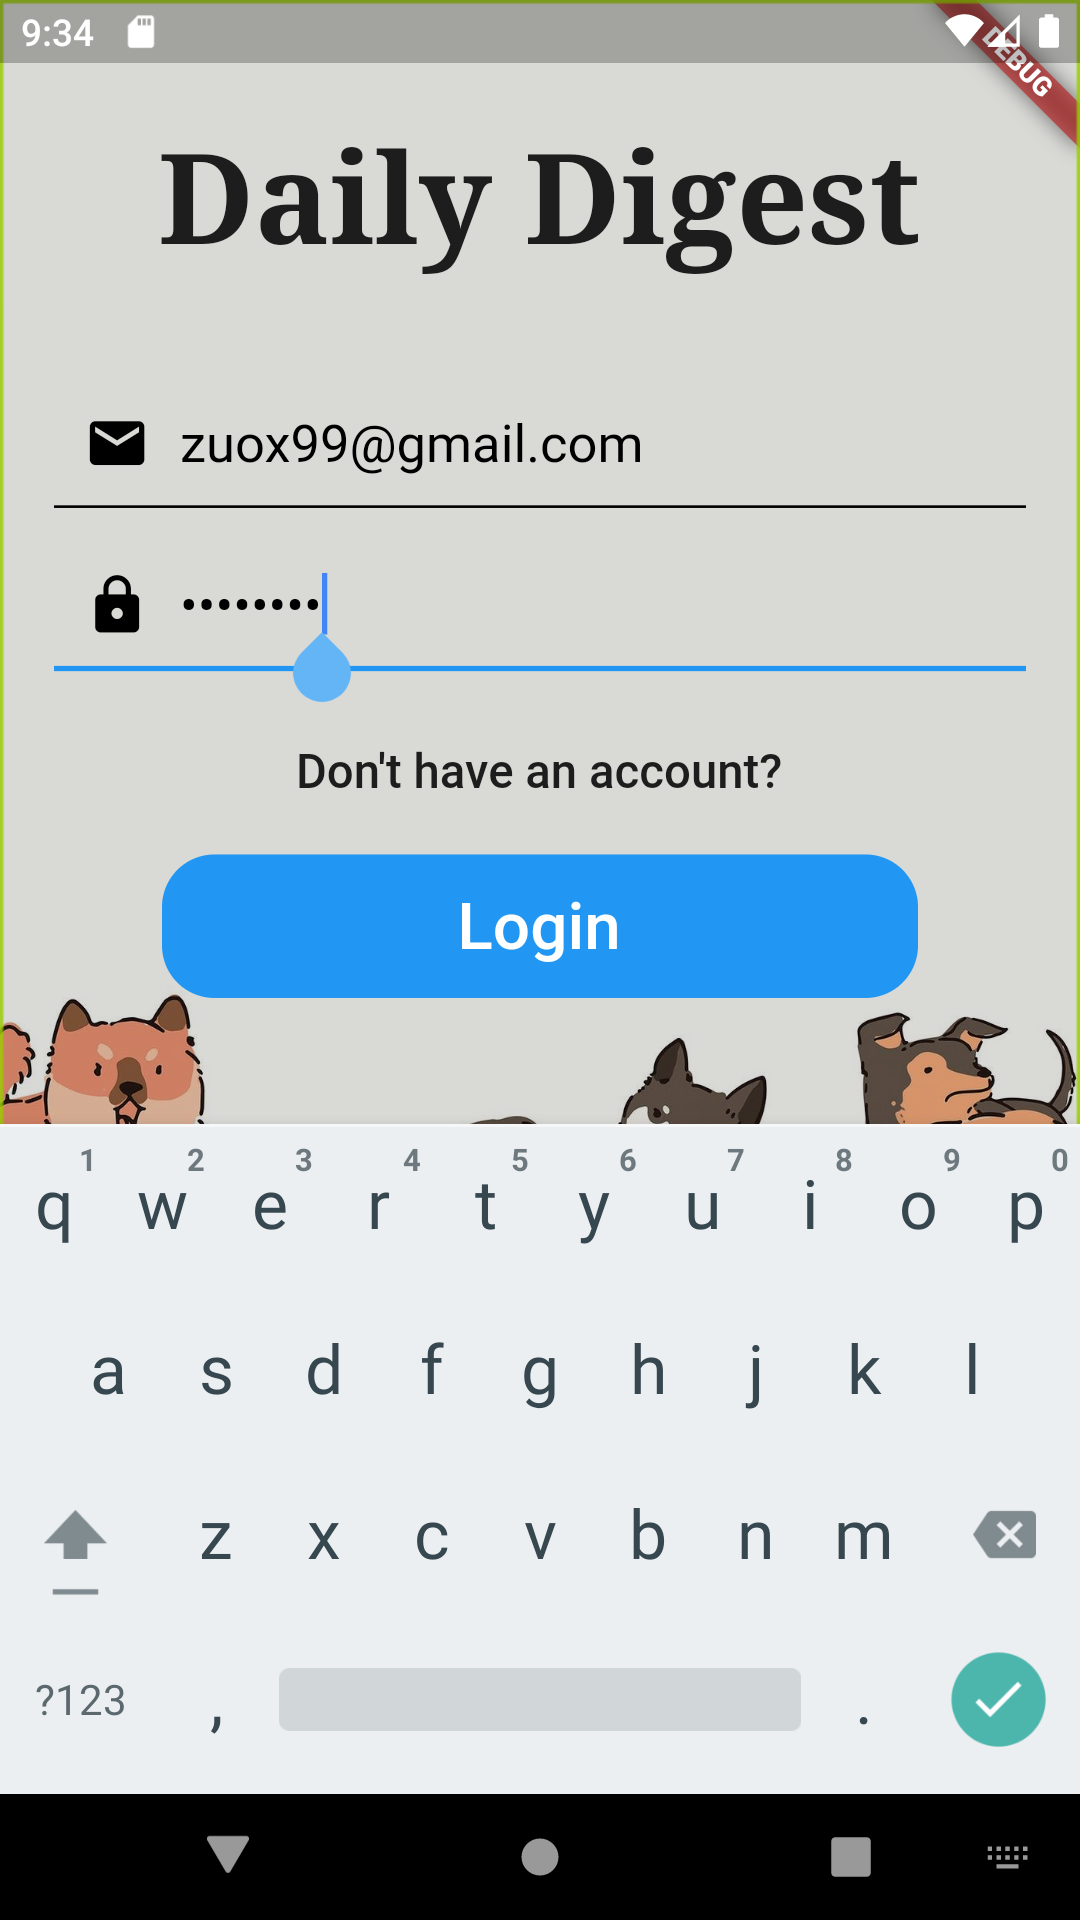 9:34
DEBUG
Daily Digest
zuox99@gmail.com
••••••••
Don't have an account?
Login
1 2 3 4 5 6 7 8 9 0
q w e r t y u i o p
a s d f g h j k l
z x c v b n m
?123 , .